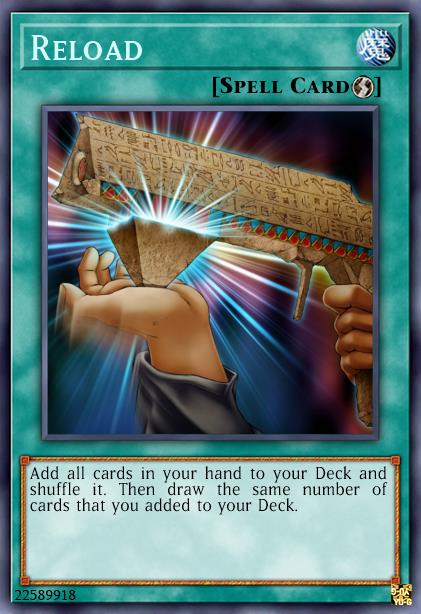 Reload
魔
[Spell Card]
Add all cards in your hand to your Deck and
shuffle it. Then draw the same number of
cards that you added to your Deck.
22589918